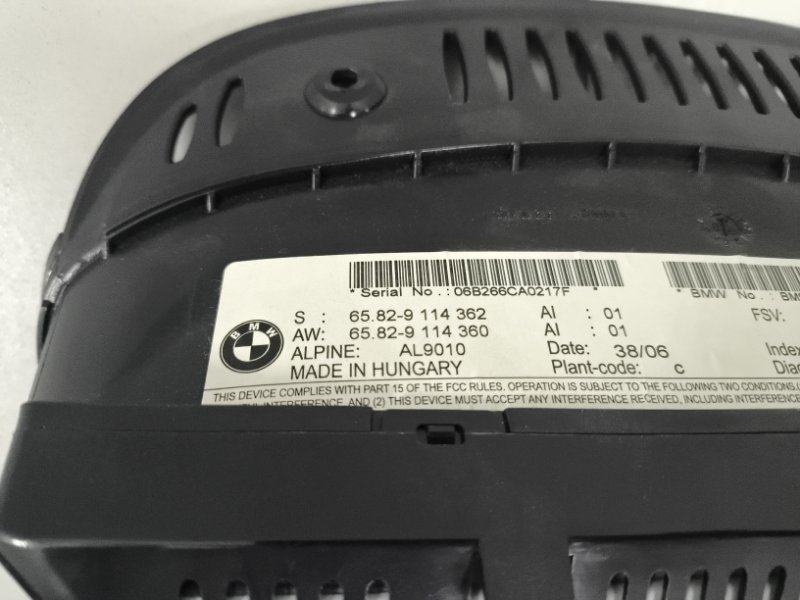 * Serial No.: 06B266CA0217F *
* BMW No.:
S : 65.82-9 114 362 AI : 01 FSV:
AW: 65.82-9 114 360 AI : 01
ALPINE: AL9010 Date: 38/06
MADE IN HUNGARY Plant-code: c
BMW
THIS DEVICE COMPLIES WITH PART 15 OF THE FCC RULES. OPERATION IS SUBJECT TO THE FOLLOWING TWO CONDITIONS.
INTERFERENCE, AND (2) THIS DEVICE MUST ACCEPT ANY INTERFERENCE RECEIVED, INCLUDING INTERFERENCE